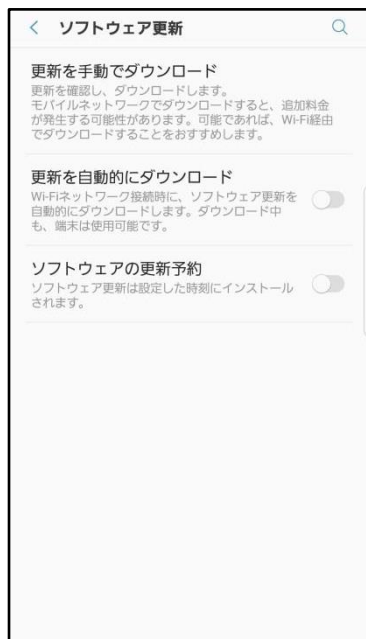 ソフトウェア更新
更新を手動でダウンロード
更新を確認し、ダウンロードします。
モバイルネットワークでダウンロードすると、追加料金
が発生する可能性があります。可能であれば、Wi-Fi経由
でダウンロードすることをおすすめします。
更新を自動的にダウンロード
Wi-Fiネットワーク接続時に、ソフトウェア更新を
自動的にダウンロードします。ダウンロード中
も、端末は使用可能です。
ソフトウェアの更新予約
ソフトウェア更新は設定した時刻にインストール
されます。